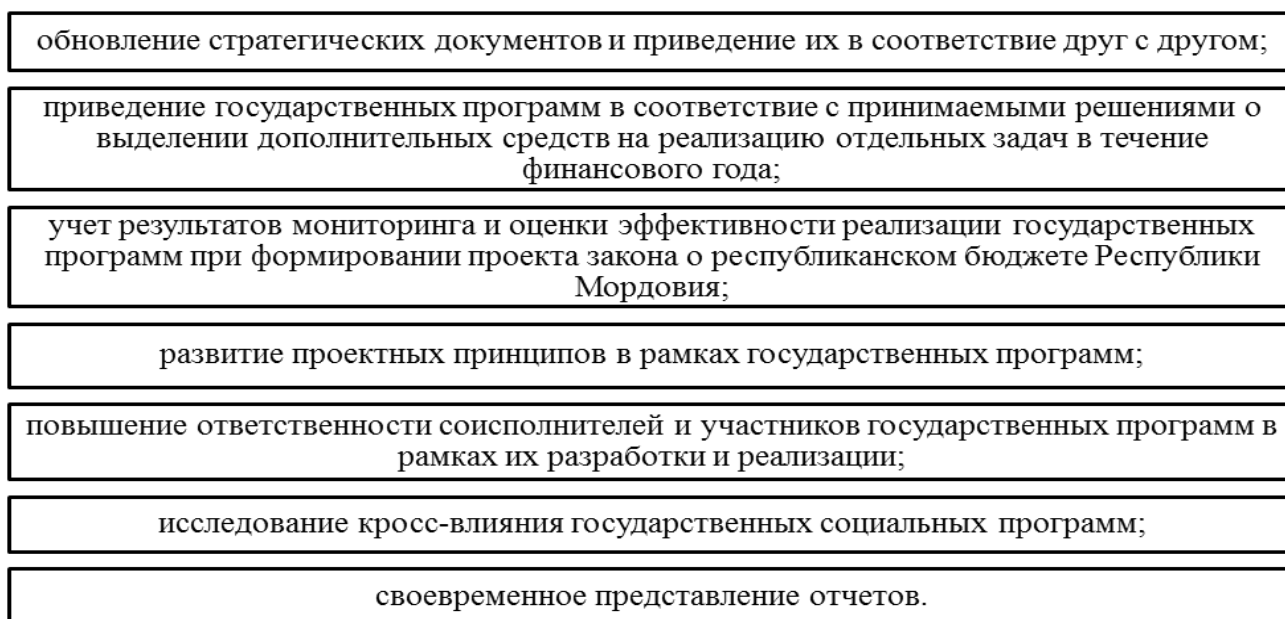 обновление стратегических документов и приведение их в соответствие друг с другом;
приведение государственных программ в соответствие с принимаемыми решениями о
выделении дополнительных средств на реализацию отдельных задач в течение
финансового года;
учет результатов мониторинга и оценки эффективности реализации государственных
программ при формировании проекта закона о республиканском бюджете Республики
Мордовия;
развитие проектных принципов в рамках государственных программ;
повышение ответственности соисполнителей и участников государственных программ в
рамках их разработки и реализации;
исследование кросс-влияния государственных социальных программ;
своевременное представление отчетов.